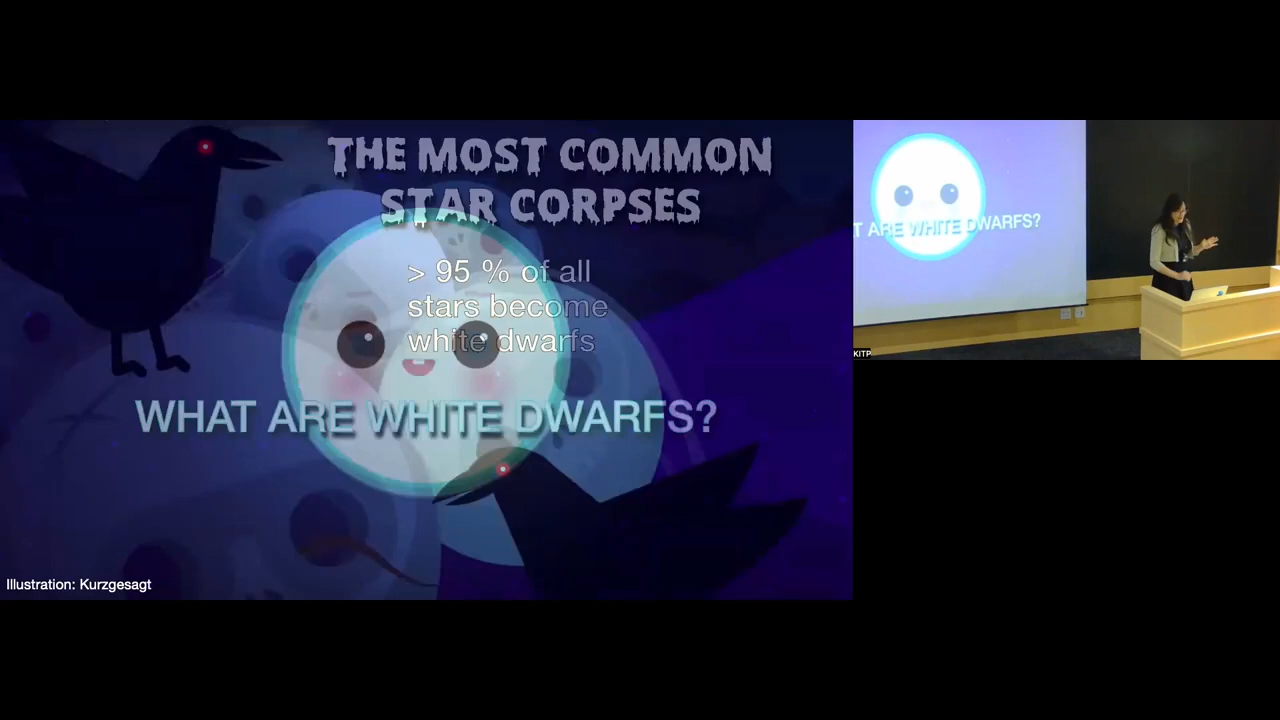 THE MOST COMMON
STAR CORPSES
> 95 % of all
stars become
white dwarfs
WHAT ARE WHITE DWARFS?
Illustration: Kurzgesagt
T ARE WHITE DWARFS?
KITP